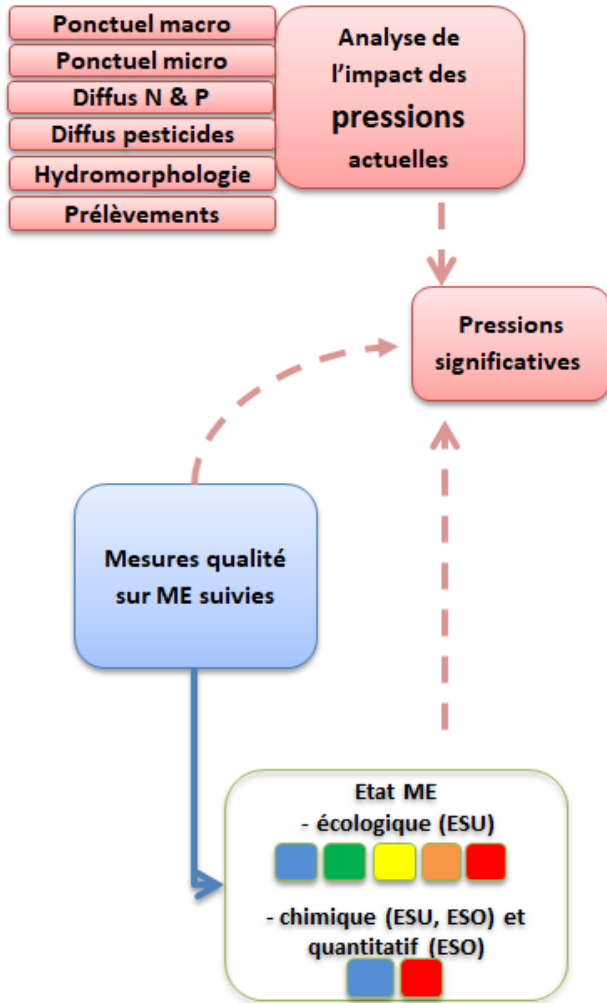 Ponctuel macro
Ponctuel micro
Diffus N & P
Diffus pesticides
Hydromorphologie
Prélèvements
Analyse de
l’impact des
pressions
actuelles
Pressions
significatives
Mesures qualité
sur ME suivies
Etat ME
- écologique (ESU)
- chimique (ESU, ESO) et
quantitatif (ESO)